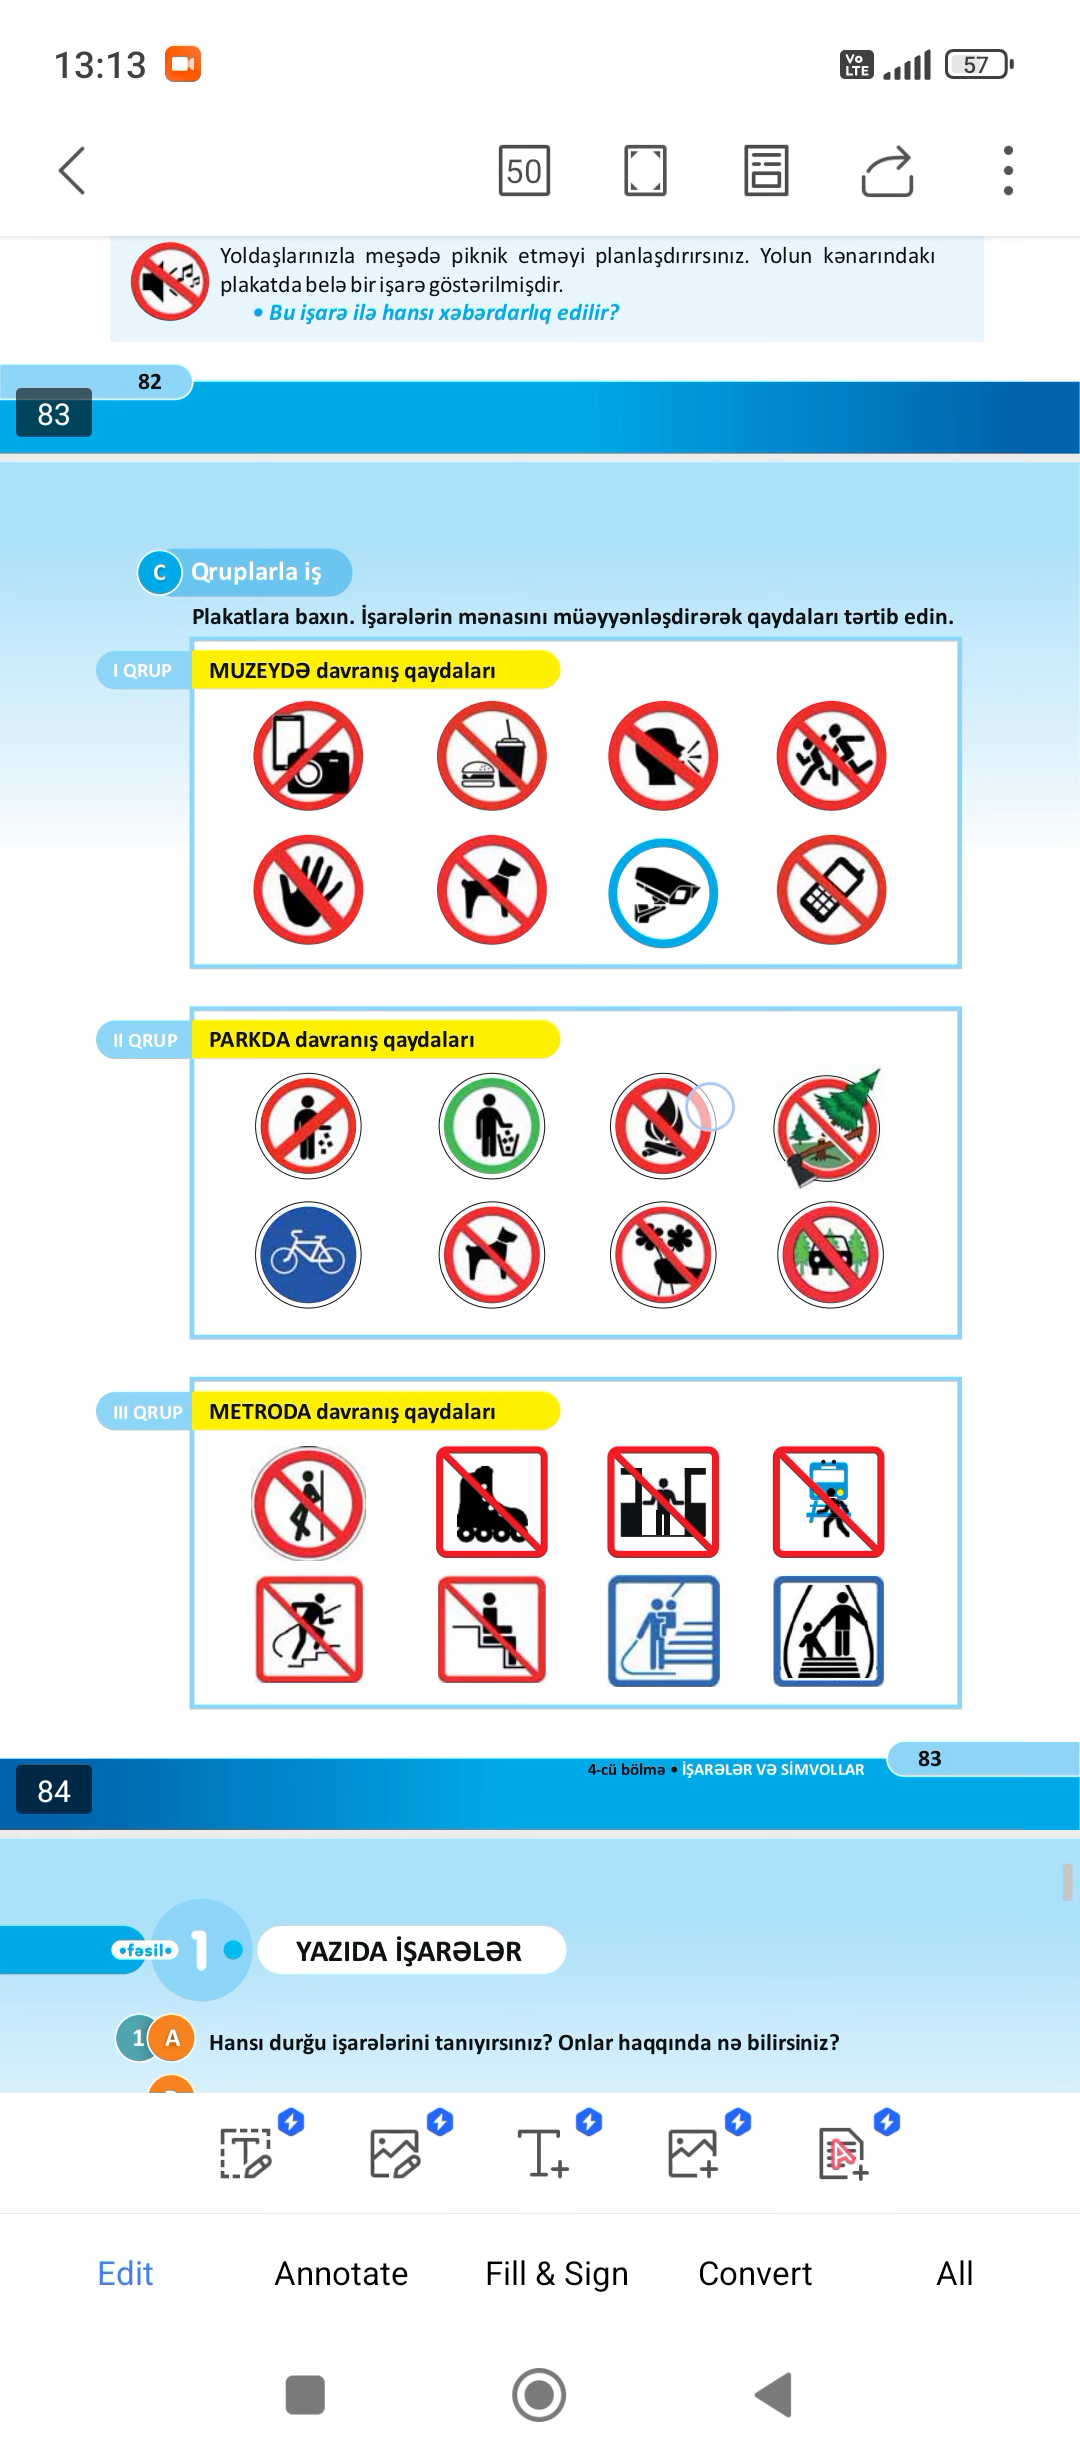 13:13
Vo LTE
57
50
Yoldaşlarınızla meşədə piknik etməyi planlaşdırırsınız. Yolun kənarındakı
plakatda belə bir işarə göstərilmişdir.
• Bu işarə ilə hansı xəbərdarlıq edilir?
82
83
C Qruplarla iş
Plakatlara baxın. İşarələrin mənasını müəyyənləşdirərək qaydaları tərtib edin.
I QRUP MUZEYDƏ davranış qaydaları
II QRUP PARKDA davranış qaydaları
III QRUP METRODA davranış qaydaları
4-cü bölmə • İŞARƏLƏR VƏ SİMVOLLAR 83
84
•fəsil• 1 YAZIDA İŞARƏLƏR
1 A Hansı durğu işarələrini tanıyırsınız? Onlar haqqında nə bilirsiniz?
Edit Annotate Fill & Sign Convert All